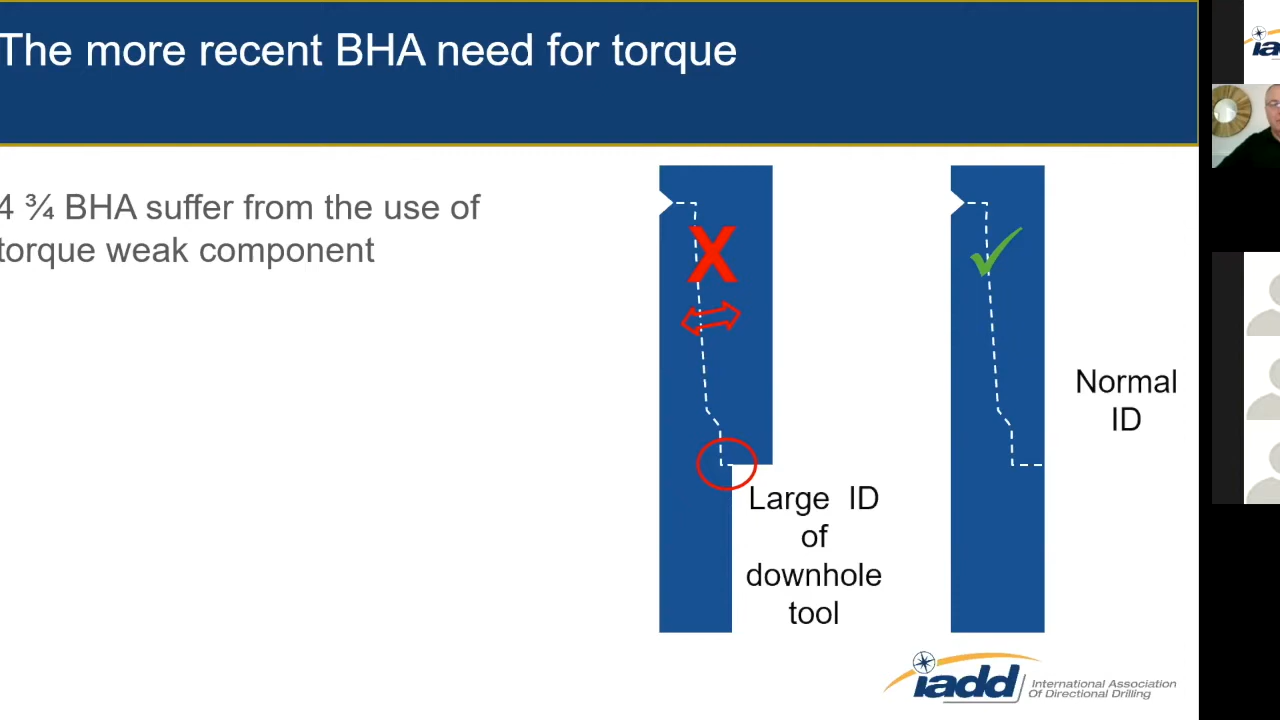 The more recent BHA need for torque
4 ¾ BHA suffer from the use of
torque weak component
X
Normal
ID
Large ID
of
downhole
tool
iadd
International Association
Of Directional Drilling